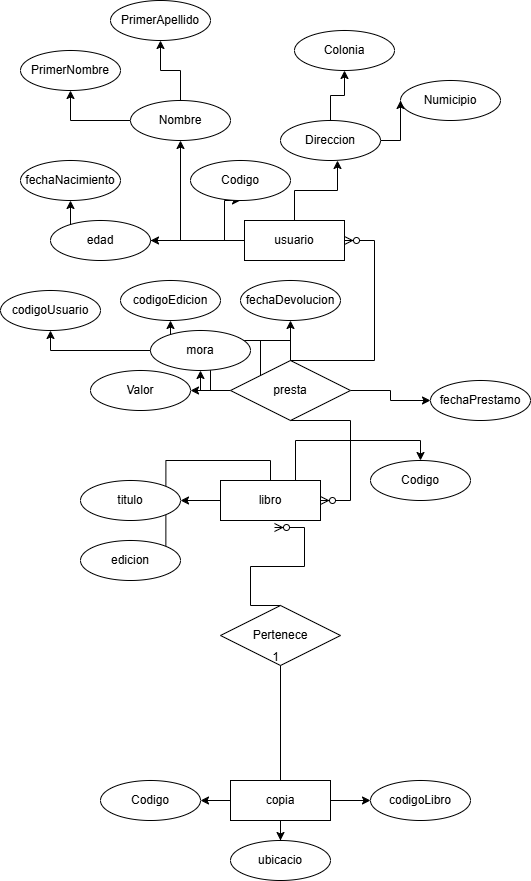 PrimerApellido
Colonia
PrimerNombre
Numicipio
Nombre
Direccion
fechaNacimiento
Codigo
edad
usuario
codigoEdicion
fechaDevolucion
codigoUsuario
mora
Valor
presta
fechaPrestamo
Codigo
titulo
libro
edicion
Pertenece
1
Codigo
copia
codigoLibro
ubicacio